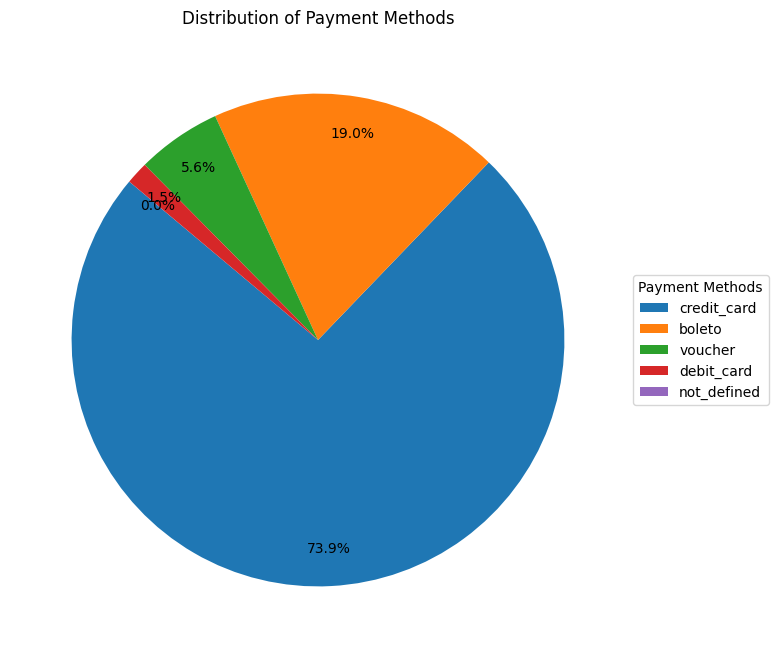 Distribution of Payment Methods
19.0%
5.6%
1.5%
0.0%
73.9%
Payment Methods
credit_card
boleto
voucher
debit_card
not_defined